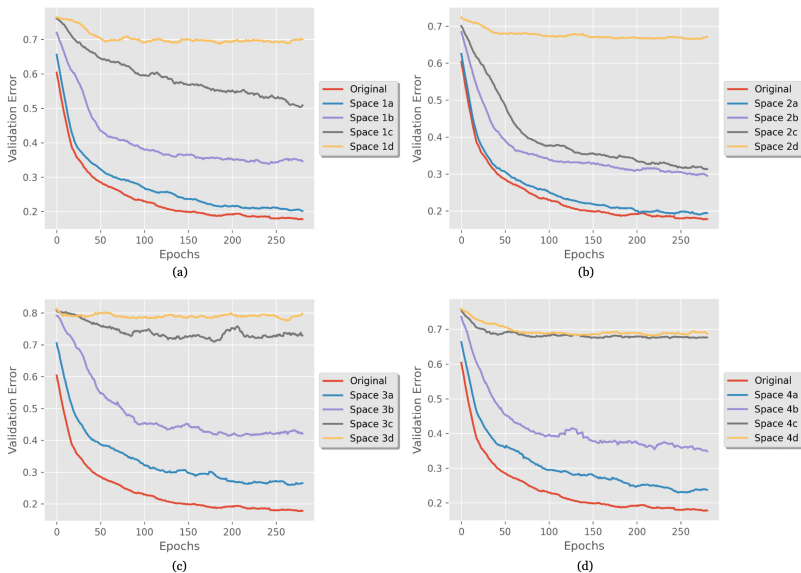 0.7
0.6
0.5
0.4
0.3
0.2
Validation Error
0 50 100 150 200 250
Epochs
Original
Space 1a
Space 1b
Space 1c
Space 1d
(a)
0.7
0.6
0.5
0.4
0.3
0.2
Validation Error
0 50 100 150 200 250
Epochs
Original
Space 2a
Space 2b
Space 2c
Space 2d
(b)
0.8
0.7
0.6
0.5
0.4
0.3
0.2
Validation Error
0 50 100 150 200 250
Epochs
Original
Space 3a
Space 3b
Space 3c
Space 3d
(c)
0.7
0.6
0.5
0.4
0.3
0.2
Validation Error
0 50 100 150 200 250
Epochs
Original
Space 4a
Space 4b
Space 4c
Space 4d
(d)